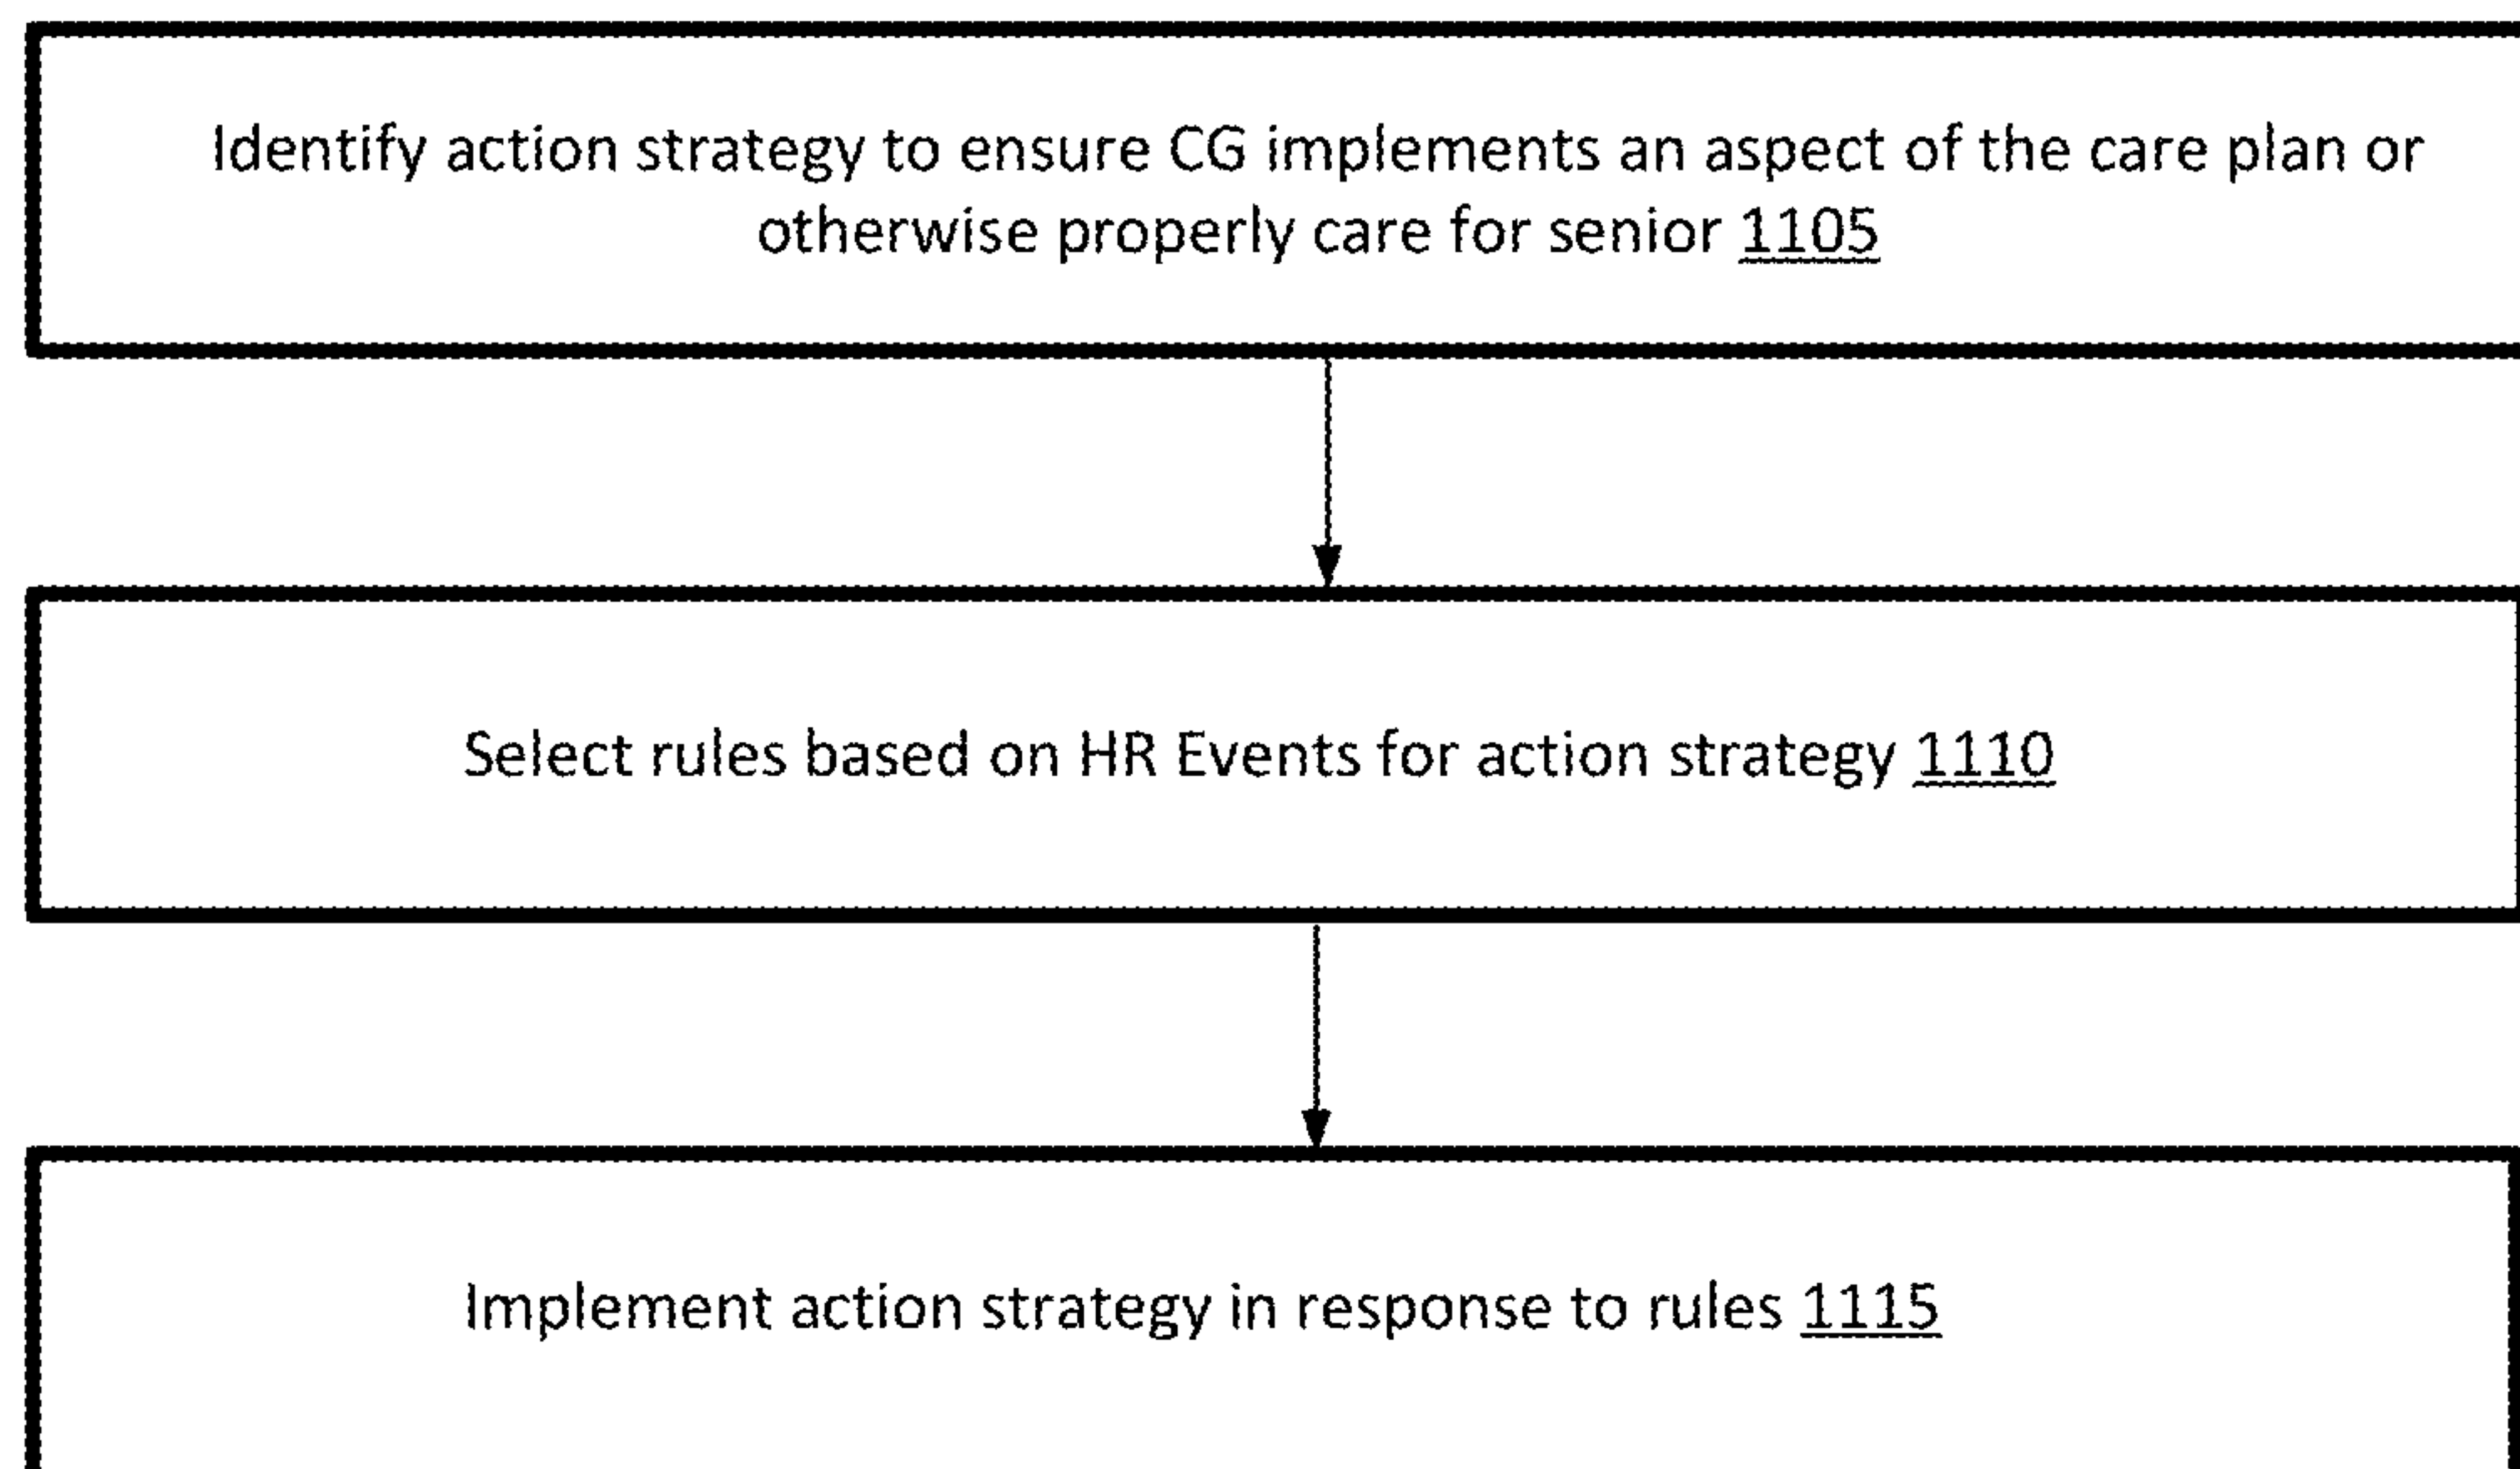 Identify action strategy to ensure CG implements an aspect of the care plan or
otherwise properly care for senior 1105
Select rules based on HR Events for action strategy 1110
Implement action strategy in response to rules 1115